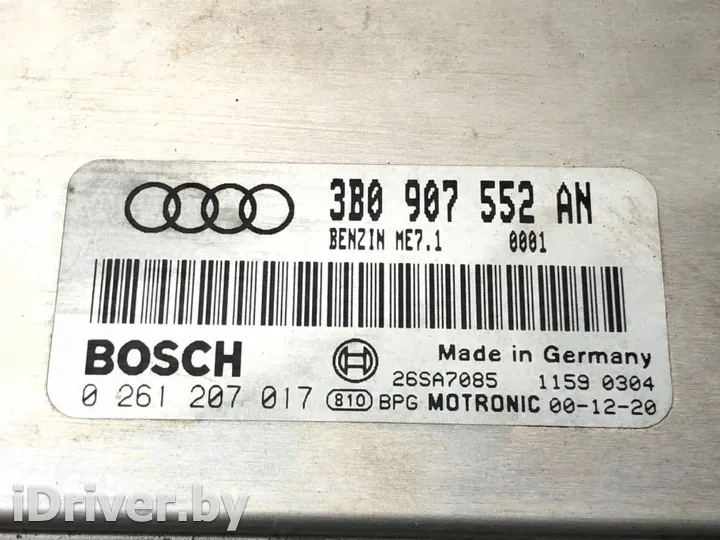 3B0 907 552 AN
BENZIN ME7.1 0001
BOSCH
Made in Germany
26SA7085 1159 0304
0 261 207 017 810 BPG MOTRONIC 00-12-20
iDriver.by